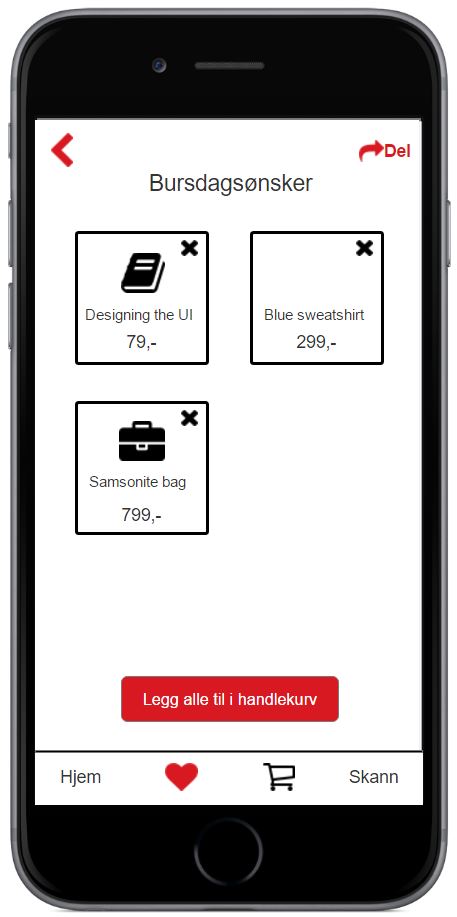 Del
Bursdagsønsker
Designing the UI
79,-
Blue sweatshirt
299,-
Samsonite bag
799,-
Legg alle til i handlekurv
Hjem
Skann